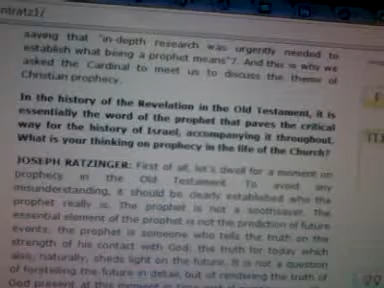 ntratz1/
saying that "in-depth research was urgently needed to
establish what being a prophet means"7. And this is why we
asked the Cardinal to meet us to discuss the theme of
Christian prophecy.
In the history of the Revelation in the Old Testament, it is
essentially the word of the prophet that paves the critical
way for the history of Israel, accompanying it throughout.
What is your thinking on prophecy in the life of the Church?
JOSEPH RATZINGER: First of all, let's dwell for a moment on
prophecy in the Old Testament. To avoid any
misunderstanding, it should be clearly established who the
prophet really is. The prophet is not a soothsayer. The
essential element of the prophet is not the prediction of future
events; the prophet is someone who tells the truth on the
strength of his contact with God; the truth for today which
also, naturally, sheds light on the future. It is not a question
of foretelling the future in detail, but of rendering the truth of
God present at this moment in time